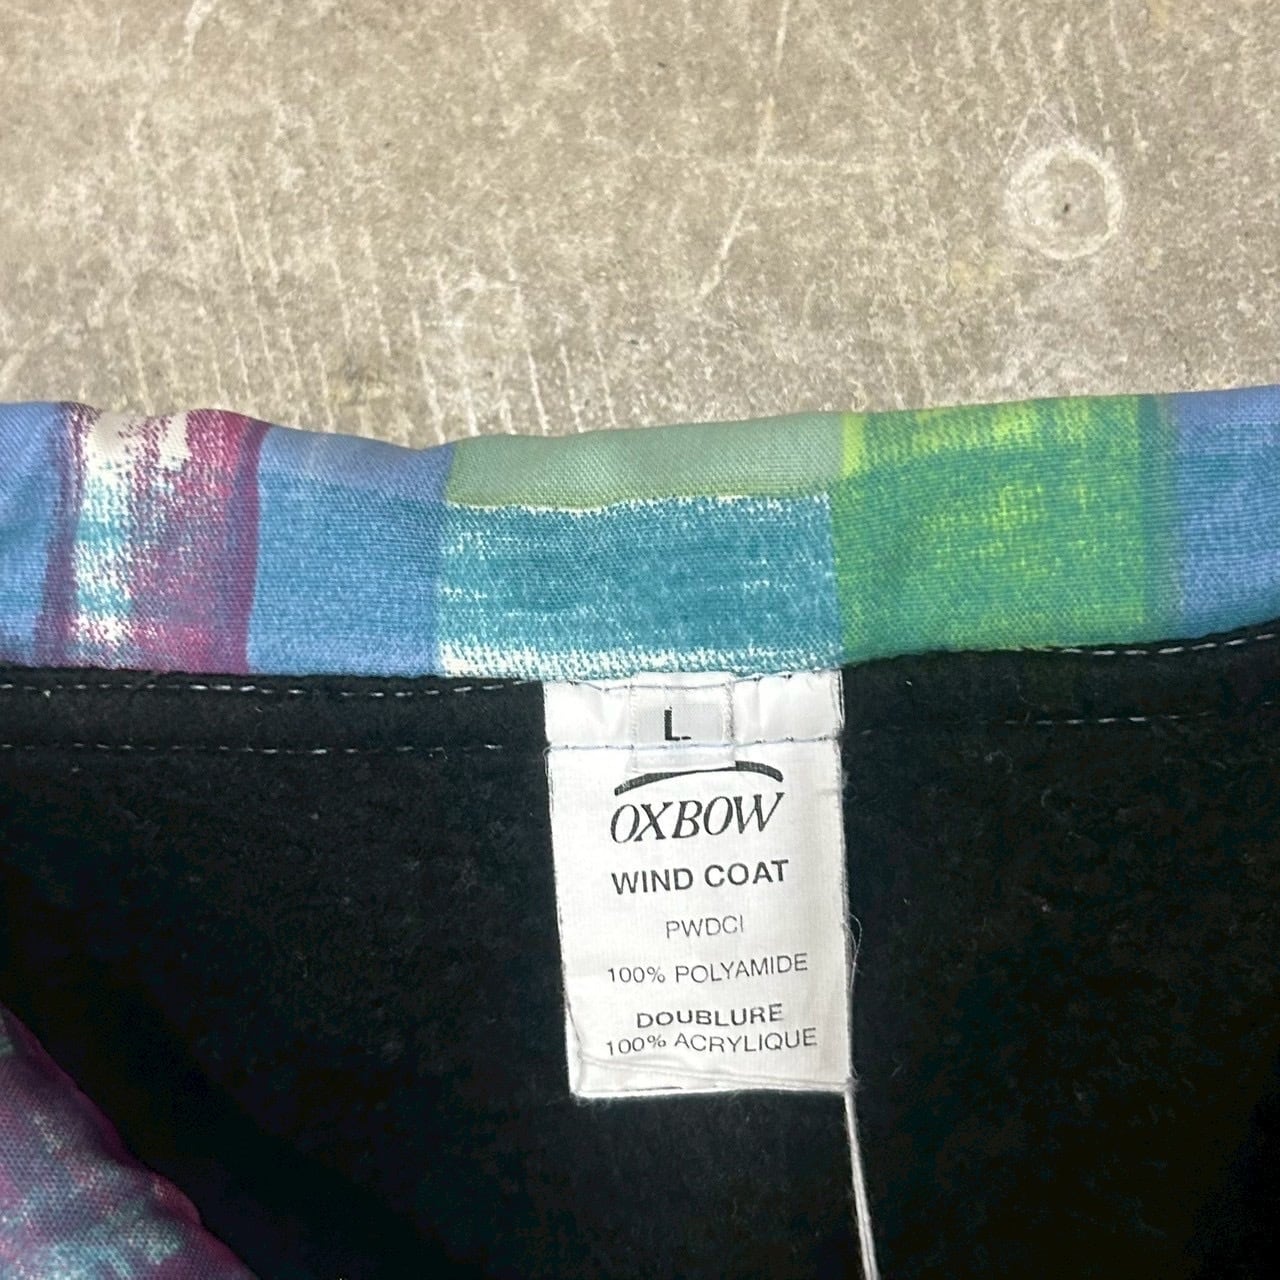 L
OXBOW
WIND COAT
PWDCI
100% POLYAMIDE
DOUBLURE
100% ACRYLIQUE